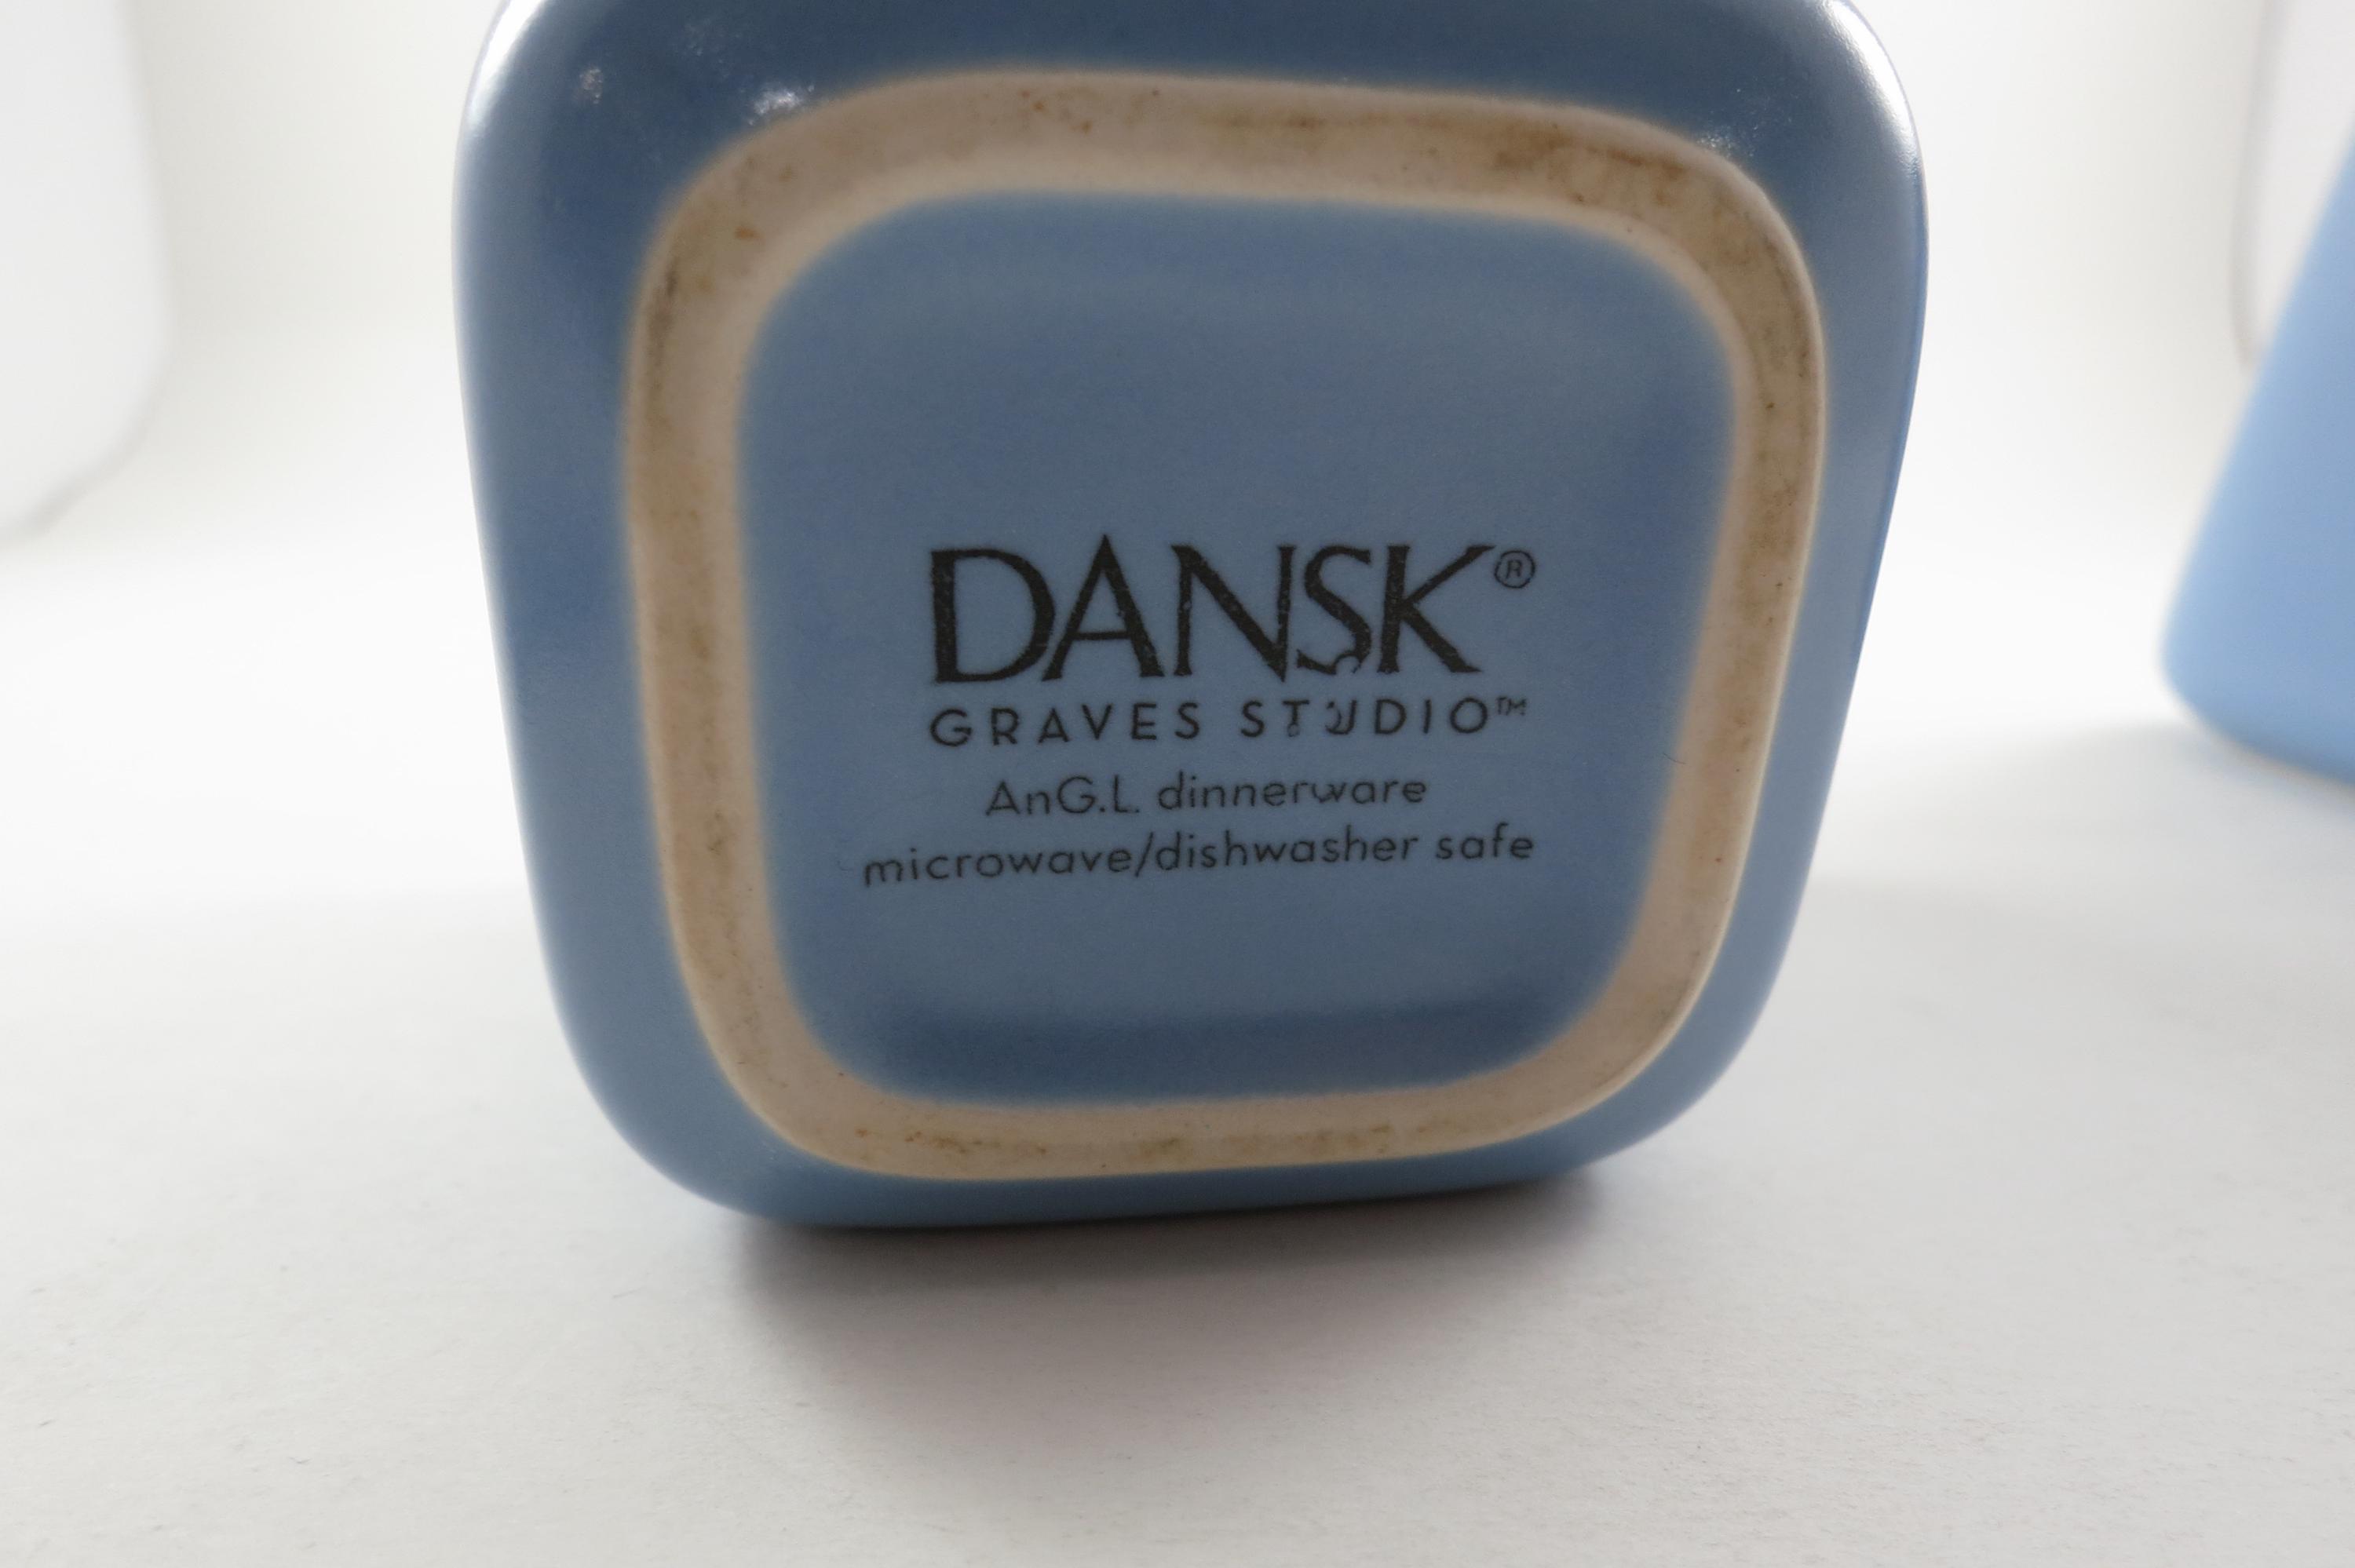 DANSK®
GRAVES STUDIO™
AnG.L. dinnerware
microwave/dishwasher safe